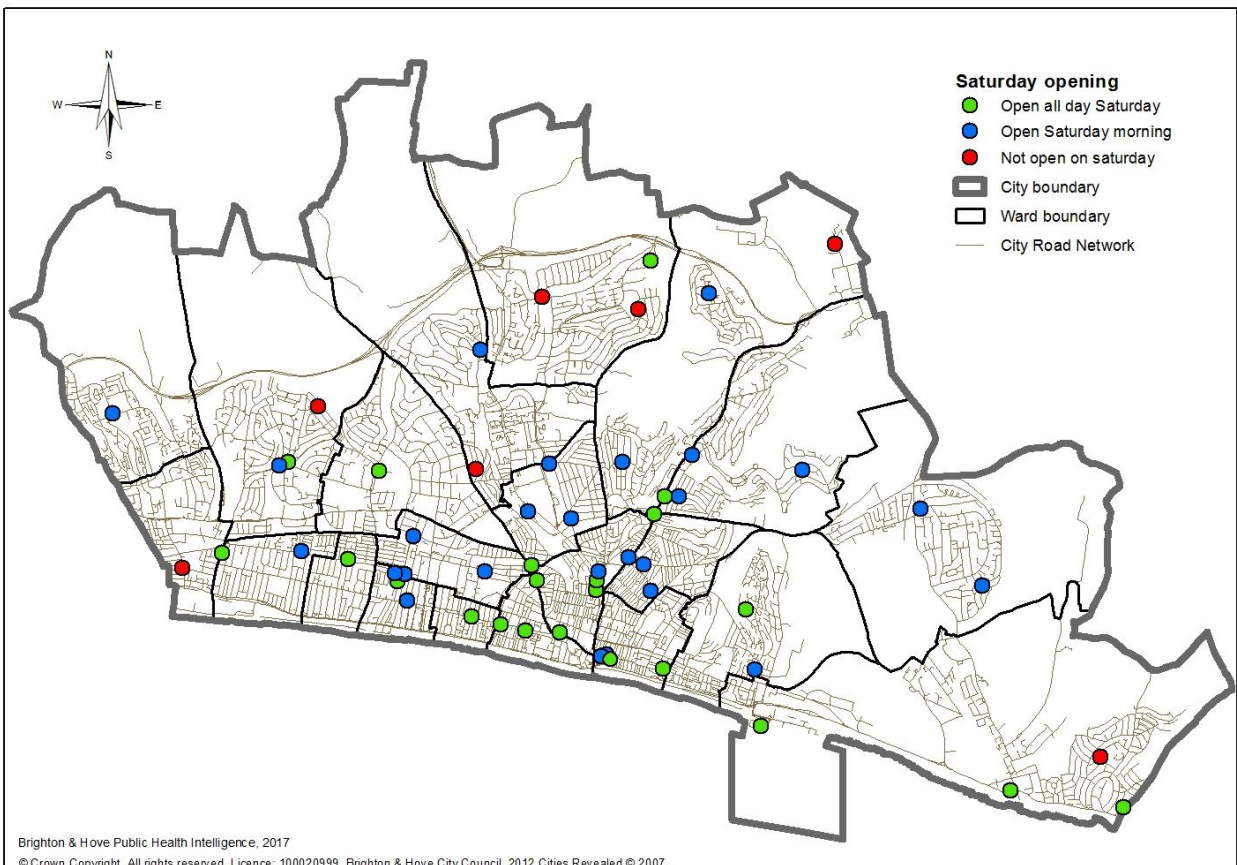 N
W E
S
Saturday opening
Open all day Saturday
Open Saturday morning
Not open on saturday
City boundary
Ward boundary
City Road Network
Brighton & Hove Public Health Intelligence, 2017
© Crown Copyright. All rights reserved. Licence: 100020999, Brighton & Hove City Council. 2012 Cities Revealed © 2007